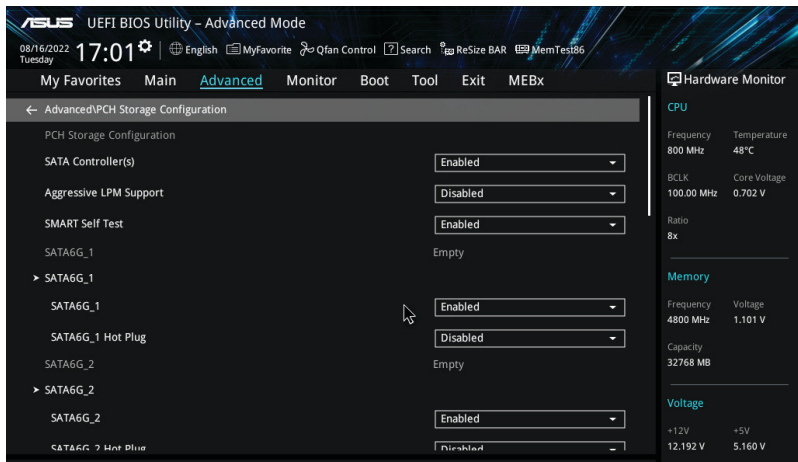 ASUS UEFI BIOS Utility – Advanced Mode
08/16/2022 Tuesday 17:01 English MyFavorite Qfan Control ? Search ReSize BAR MemTest86
My Favorites Main Advanced Monitor Boot Tool Exit MEBx
← Advanced\PCH Storage Configuration
PCH Storage Configuration
SATA Controller(s) Enabled
Aggressive LPM Support Disabled
SMART Self Test Enabled
SATA6G_1 Empty
SATA6G_1
SATA6G_1 Enabled
SATA6G_1 Hot Plug Disabled
SATA6G_2 Empty
SATA6G_2
SATA6G_2 Enabled
SATA6G_2 Hot Plug Disabled
Hardware Monitor
CPU
Frequency Temperature
800 MHz 48°C
BCLK Core Voltage
100.00 MHz 0.702 V
Ratio
8x
Memory
Frequency Voltage
4800 MHz 1.101 V
Capacity
32768 MB
Voltage
+12V +5V
12.192 V 5.160 V